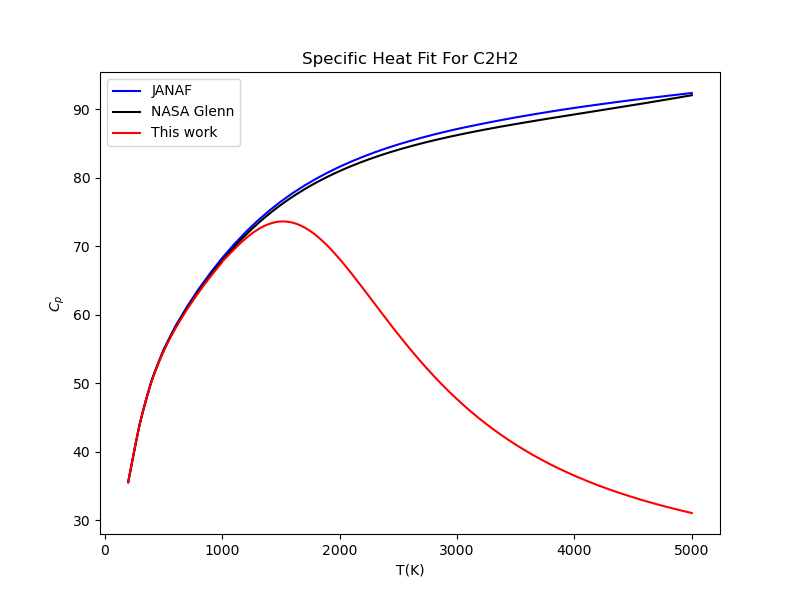 Specific Heat Fit For C2H2
JANAF
NASA Glenn
This work
90
80
70
60
50
40
30
C_p
0 1000 2000 3000 4000 5000
T(K)